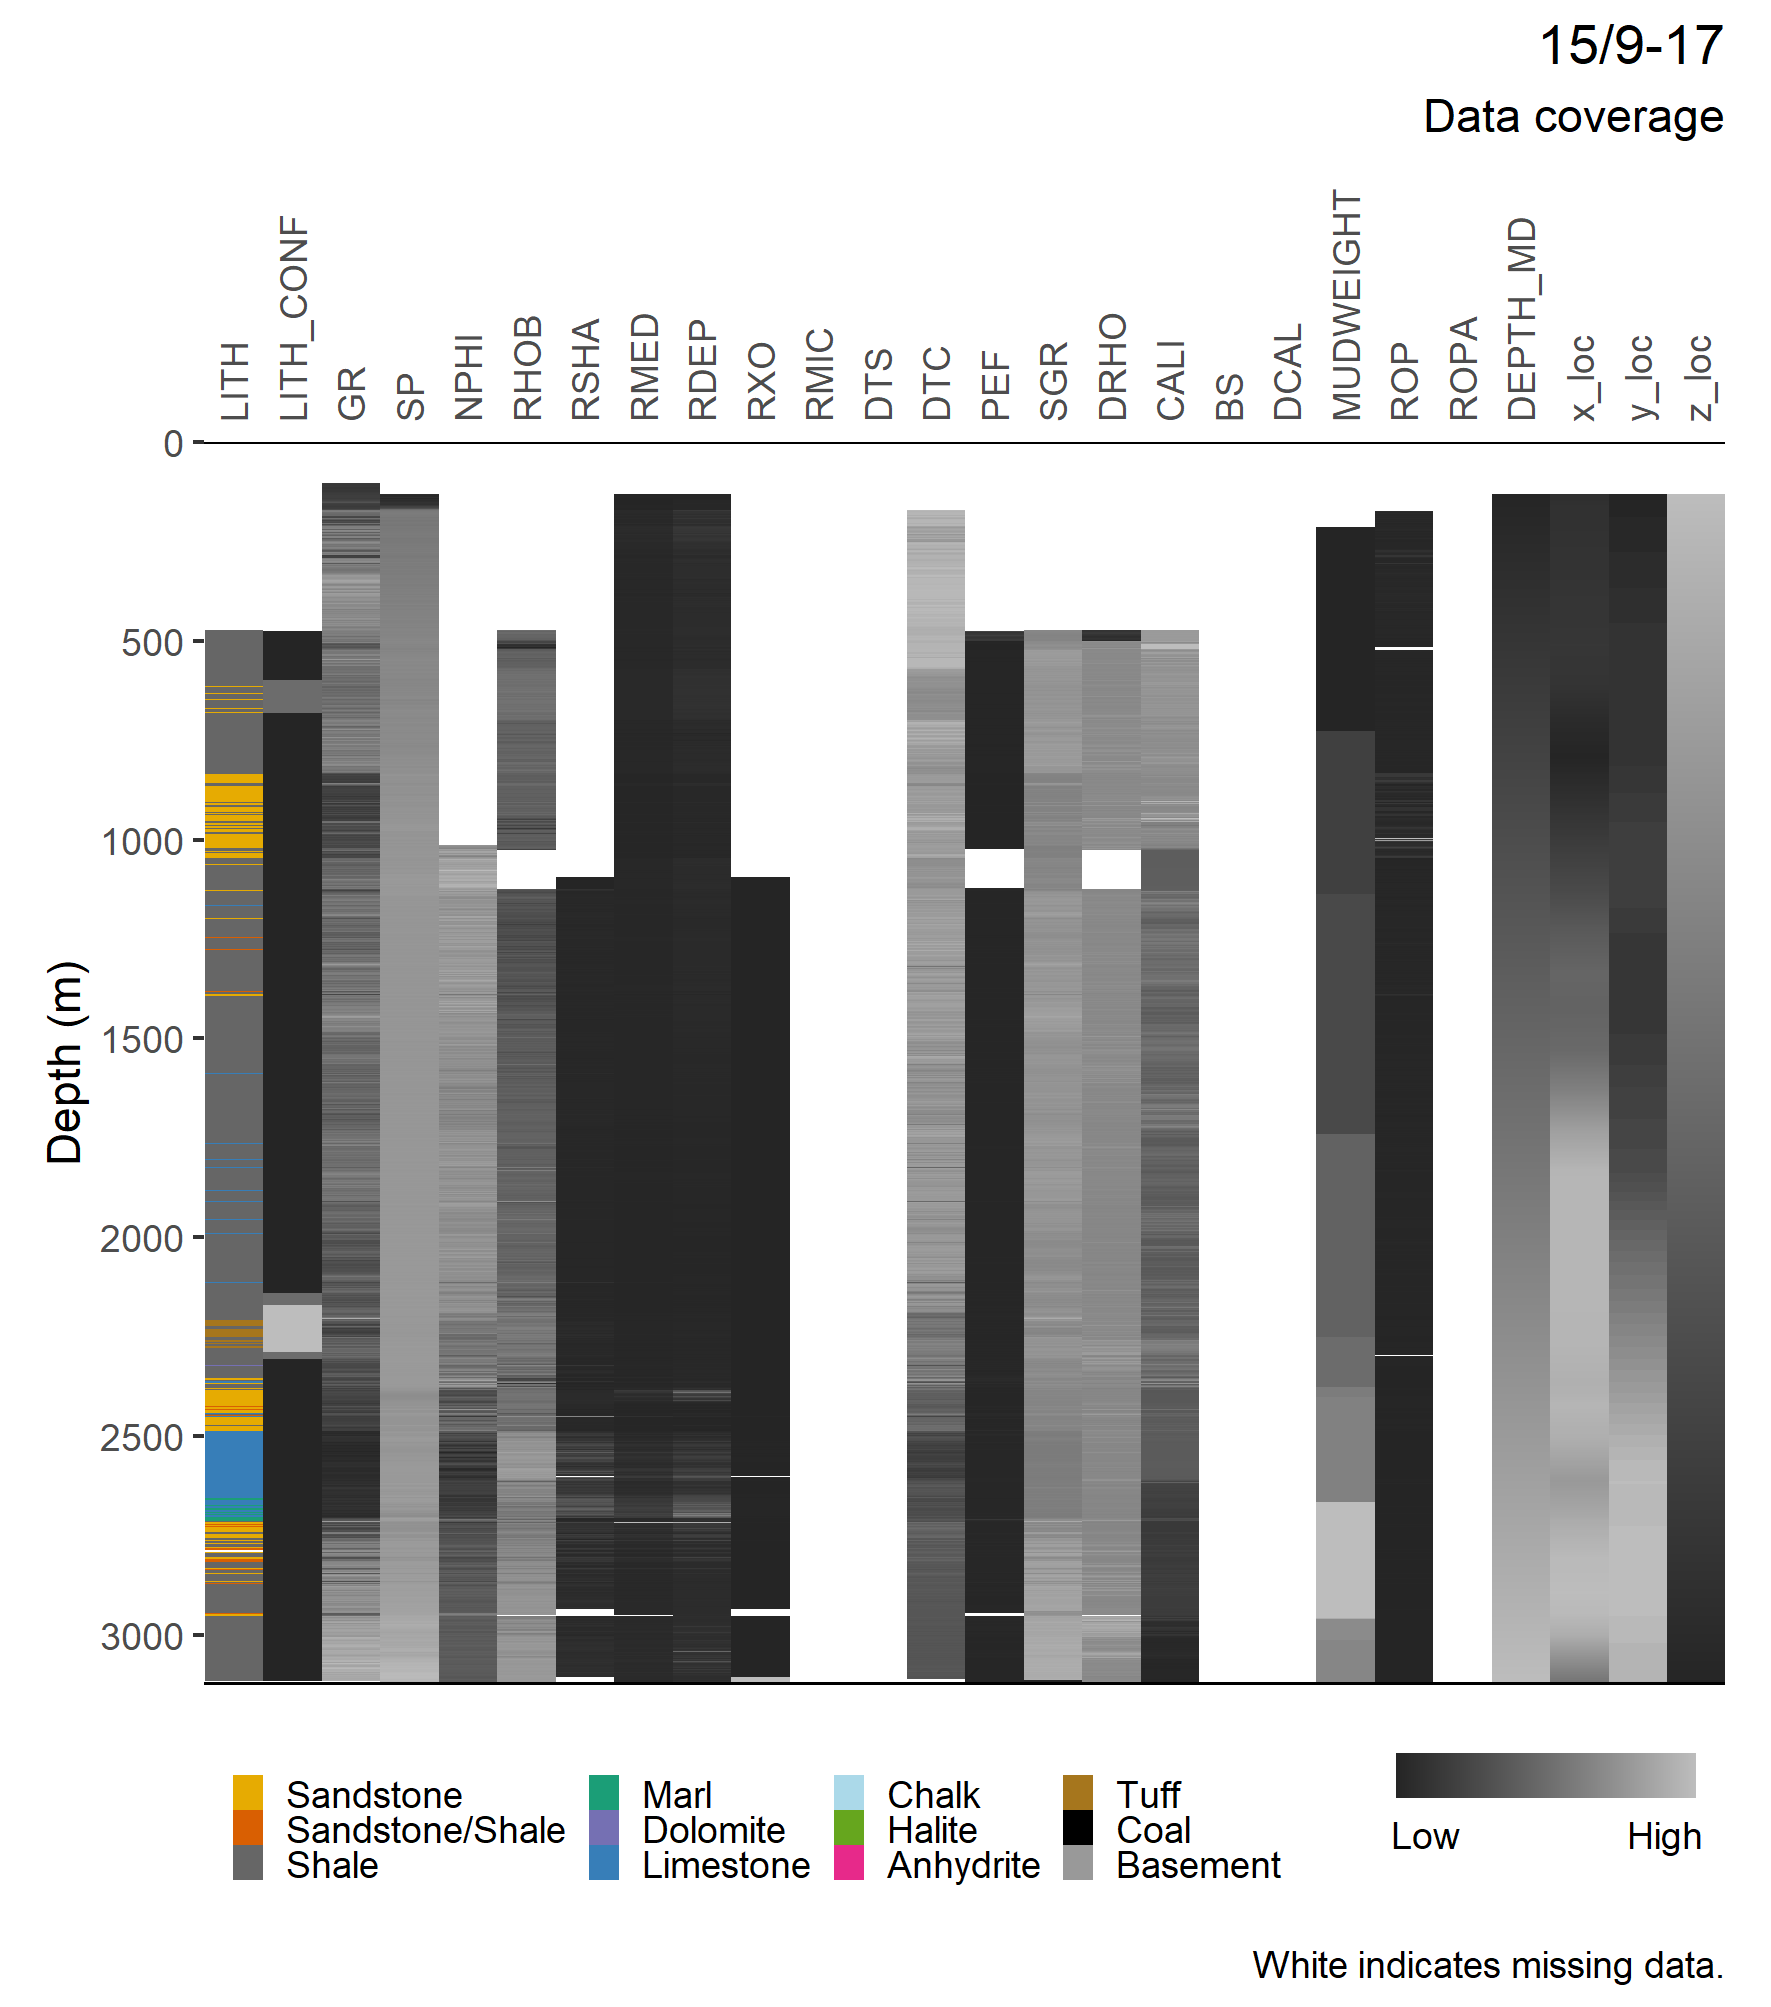 15/9-17
Data coverage
LITH
LITH_CONF
GR
SP
NPHI
RHOB
RSHA
RMED
RDEP
RXO
RMIC
DTS
DTC
PEF
SGR
DRHO
CALI
BS
DCAL
MUDWEIGHT
ROP
ROPA
DEPTH_MD
x_loc
y_loc
z_loc
Depth (m)
0
500
1000
1500
2000
2500
3000
Sandstone
Sandstone/Shale
Shale
Marl
Dolomite
Limestone
Chalk
Halite
Anhydrite
Tuff
Coal
Basement
Low High
White indicates missing data.